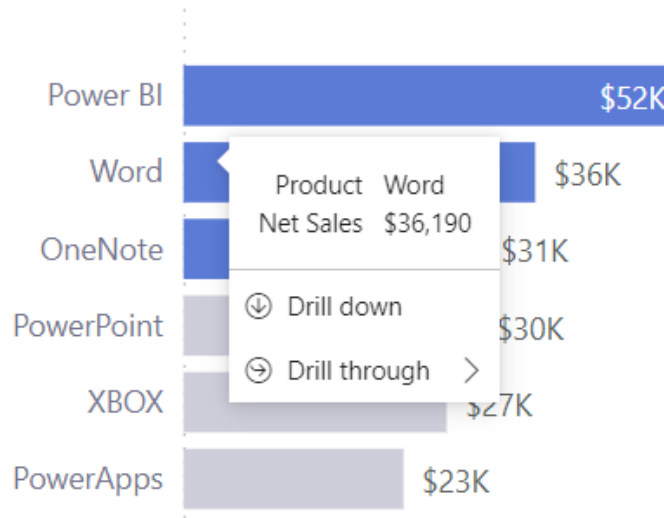 Power BI $52K
Word $36K
Product Word
Net Sales $36,190
OneNote $31K
Drill down
PowerPoint $30K
Drill through
XBOX $27K
PowerApps $23K